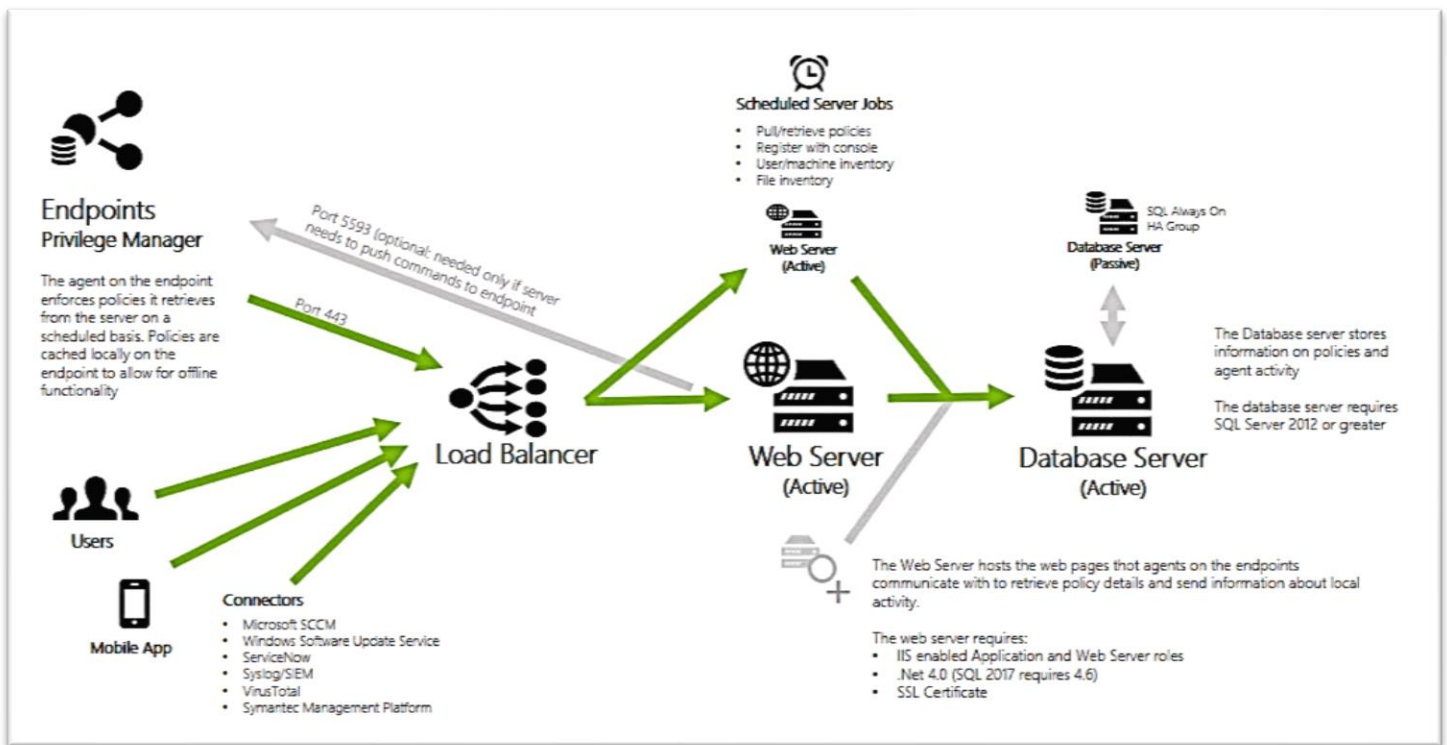 Endpoints
Privilege Manager
The agent on the endpoint
enforces policies it retrieves
from the server on a
scheduled basis. Policies are
cached locally on the
endpoint to allow for offline
functionality
Port 5593 (optional: needed only if server
needs to push commands to endpoint
Port 443
Users
Mobile App
Connectors
• Microsoft SCCM
• Windows Software Update Service
• ServiceNow
• Syslog/SIEM
• VirusTotal
• Symantec Management Platform
Load Balancer
Scheduled Server Jobs
• Pull/retrieve policies
• Register with console
• User/machine inventory
• File inventory
Web Server
(Active)
Web Server
(Active)
SQL Always On
HA Group
Database Server
(Passive)
Database Server
(Active)
The Database server stores
information on policies and
agent activity
The database server requires
SQL Server 2012 or greater
The Web Server hosts the web pages that agents on the endpoints
communicate with to retrieve policy details and send information about local
activity.
The web server requires:
• IIS enabled Application and Web Server roles
• .Net 4.0 (SQL 2017 requires 4.6)
• SSL Certificate